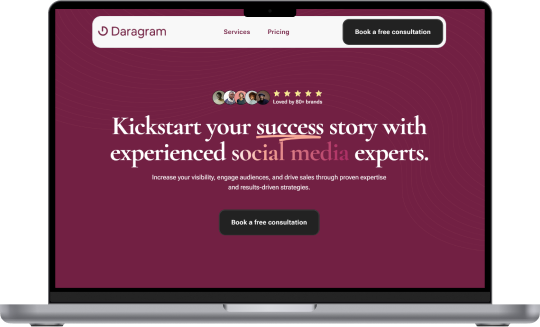 Daragram
Services
Pricing
Book a free consultation
Loved by 80+ brands
Kickstart your success story with
experienced social media experts.
Increase your visibility, engage audiences, and drive sales through proven expertise
and results-driven strategies.
Book a free consultation